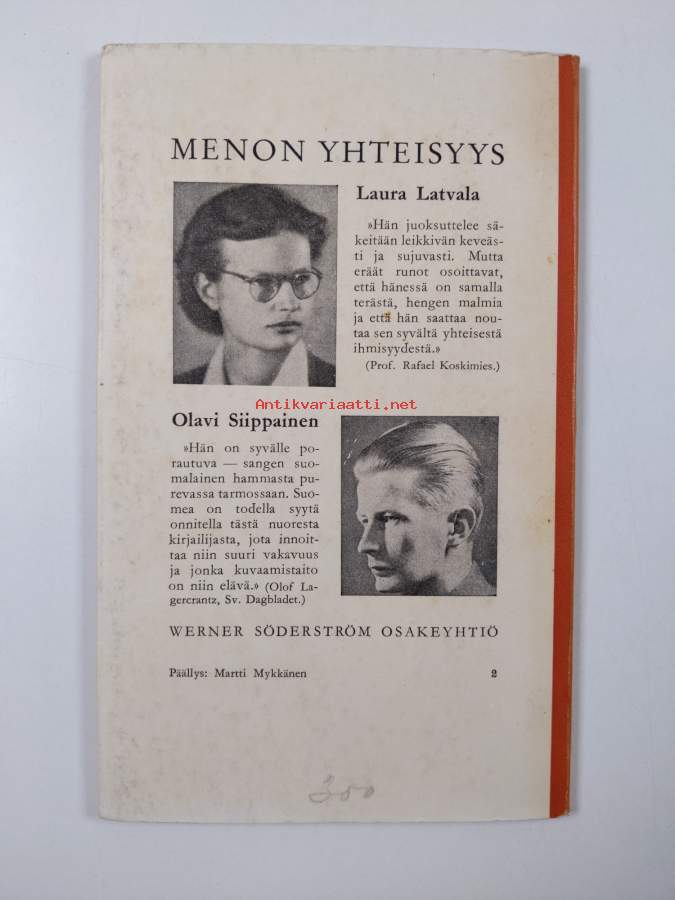 MENON YHTEISYYS
Laura Latvala
»Hän juoksuttelee sä-
keitään leikkivän keveäs-
ti ja sujuvasti. Mutta
eräät runot osoittavat,
että hänessä on samalla
terästä, hengen malmia
ja että hän saattaa nou-
taa sen syvältä yhteisestä
ihmisyydestä.»
(Prof. Rafael Koskimies.)
Antikvariaatti.net
Olavi Siippainen
»Hän on syvälle po-
rautuva — sangen suo-
malainen hammasta pu-
revassa tarmossaan. Suo-
mea on todella syytä
onnitella tästä nuoresta
kirjailijasta, jota innoit-
taa niin suuri vakavuus
ja jonka kuvaamistaito
on niin elävä.» (Olof La-
gercrantz, Sv. Dagbladet.)
WERNER SÖDERSTRÖM OSAKEYHTIÖ
Päällys: Martti Mykkänen 2
350